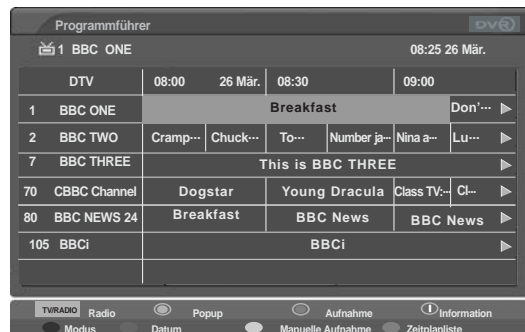 Programmführer DVR
1 BBC ONE 08:25 26 Mär.
DTV 08:00 26 Mär. 08:30 09:00
1 BBC ONE Breakfast Don'···
2 BBC TWO Cramp··· Chuck··· To··· Number ja··· Nina a··· Lu···
7 BBC THREE This is BBC THREE
70 CBBC Channel Dogstar Young Dracula Class TV:··· Cl···
80 BBC NEWS 24 Breakfast BBC News BBC News
105 BBCi BBCi
TV/RADIO Radio Popup Aufnahme Information
Modus Datum Manuelle Aufnahme Zeitplanliste